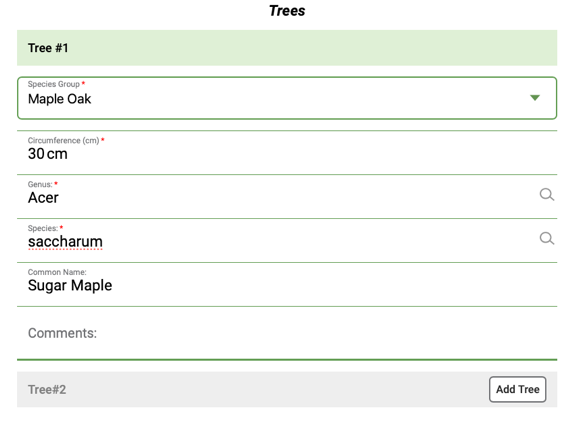 Trees
Tree #1
Species Group *
Maple Oak
Circumference (cm) *
30 cm
Genus: *
Acer
Species: *
saccharum
Common Name:
Sugar Maple
Comments:
Tree#2
Add Tree